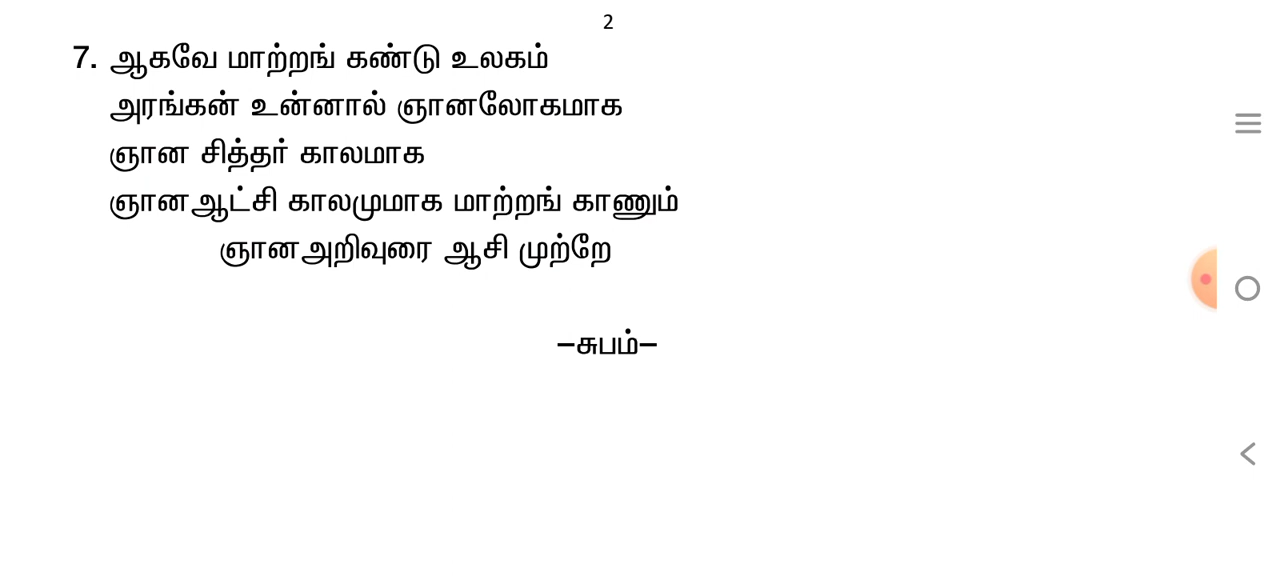 2
7. ஆகவே மாற்றங் கண்டு உலகம்
அரங்கன் உன்னால் ஞானலோகமாக
ஞான சித்தர் காலமாக
ஞானஆட்சி காலமுமாக மாற்றங் காணும்
ஞானஅறிவுரை ஆசி முற்றே
–சுபம்–